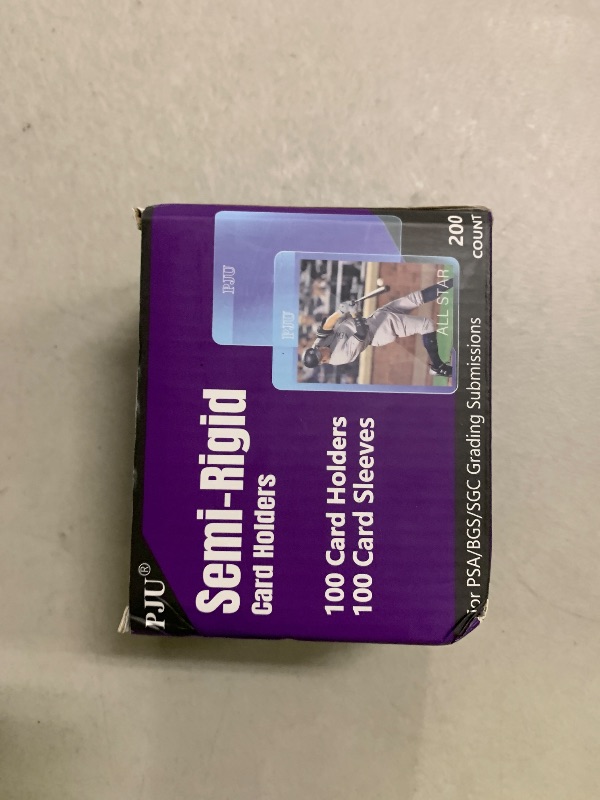 PJU®
Semi-Rigid
Card Holders
100 Card Holders
100 Card Sleeves
PJU
PJU
ALL STAR
or PSA/BGS/SGC Grading Submissions
200
COUNT